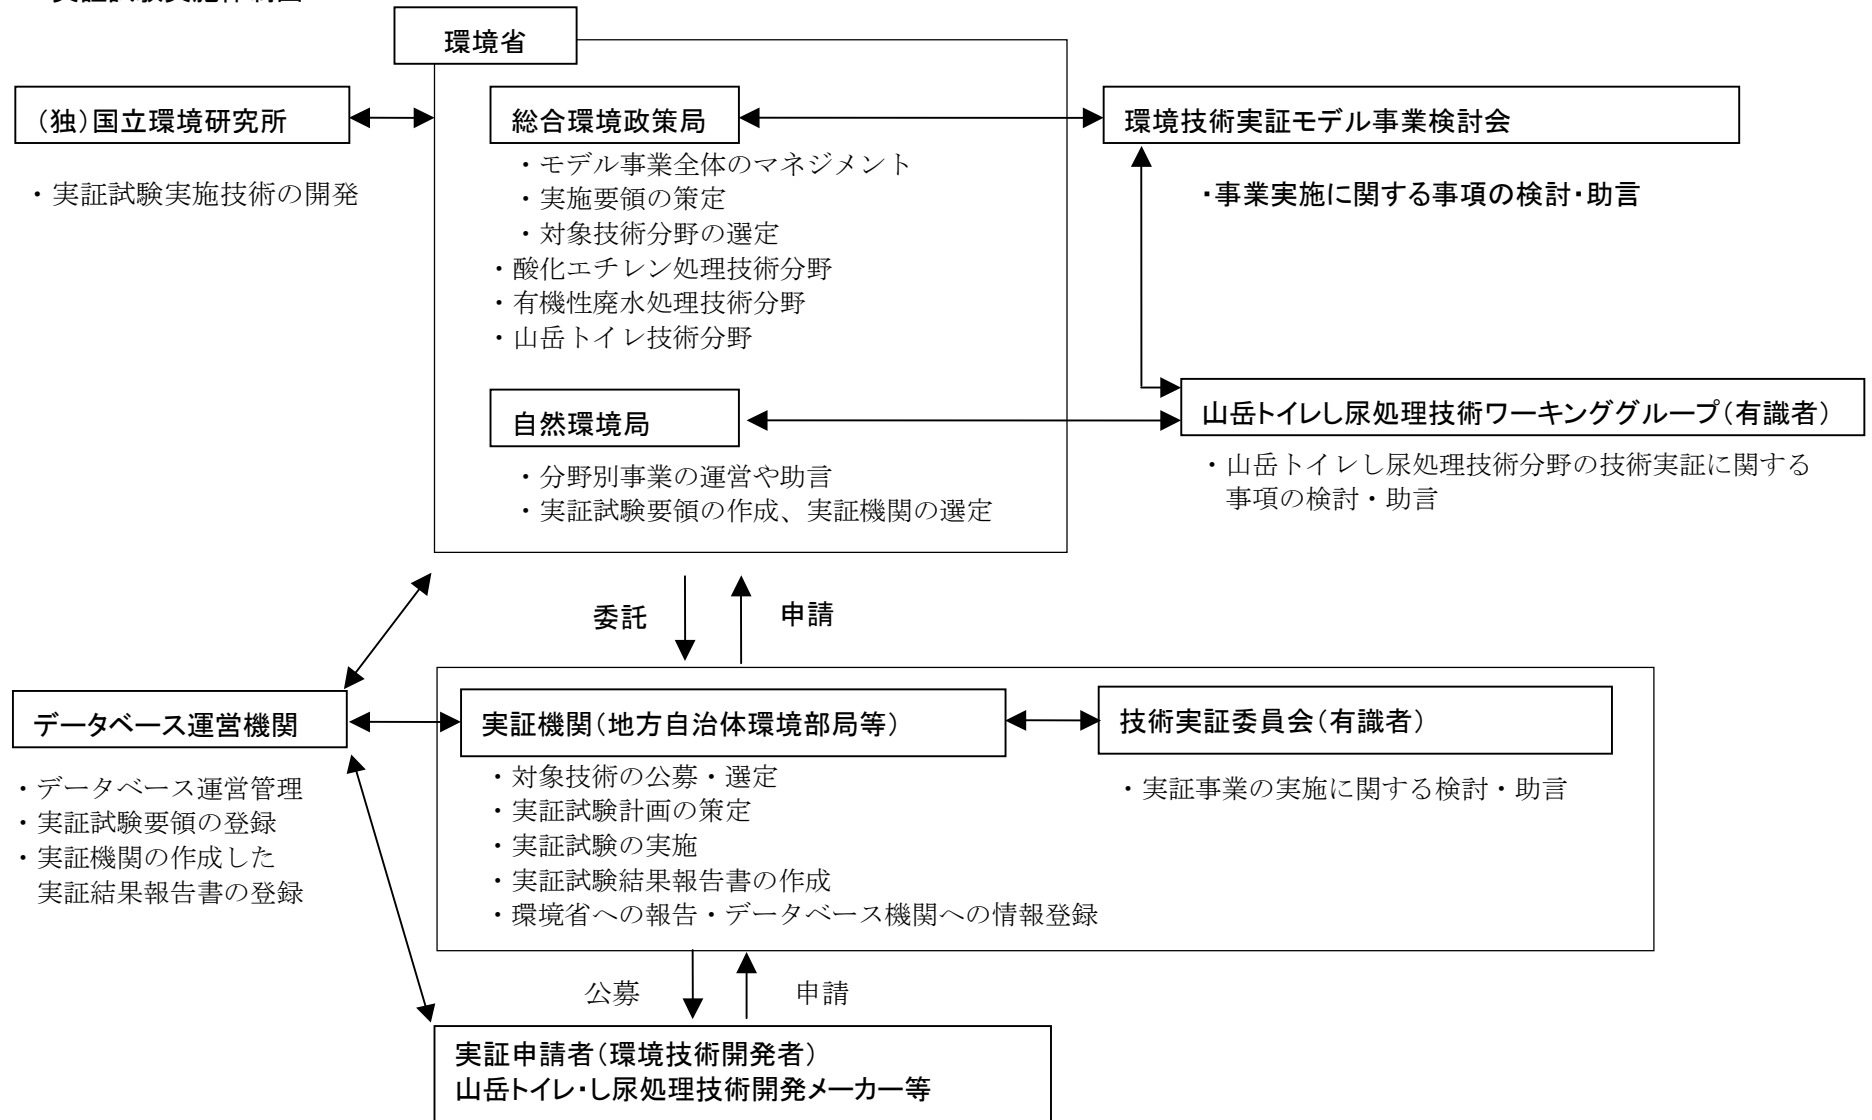 環境省
(独)国立環境研究所
・実証試験実施技術の開発
総合環境政策局
・モデル事業全体のマネジメント
・実施要領の策定
・対象技術分野の選定
・酸化エチレン処理技術分野
・有機性廃水処理技術分野
・山岳トイレ技術分野
環境技術実証モデル事業検討会
・事業実施に関する事項の検討・助言
自然環境局
・分野別事業の運営や助言
・実証試験要領の作成、実証機関の選定
山岳トイレし尿処理技術ワーキンググループ(有識者)
・山岳トイレし尿処理技術分野の技術実証に関する
事項の検討・助言
委託
申請
データベース運営機関
・データベース運営管理
・実証試験要領の登録
・実証機関の作成した
実証結果報告書の登録
実証機関(地方自治体環境部局等)
・対象技術の公募・選定
・実証試験計画の策定
・実証試験の実施
・実証試験結果報告書の作成
・環境省への報告・データベース機関への情報登録
技術実証委員会(有識者)
・実証事業の実施に関する検討・助言
公募
申請
実証申請者(環境技術開発者)
山岳トイレ・し尿処理技術開発メーカー等